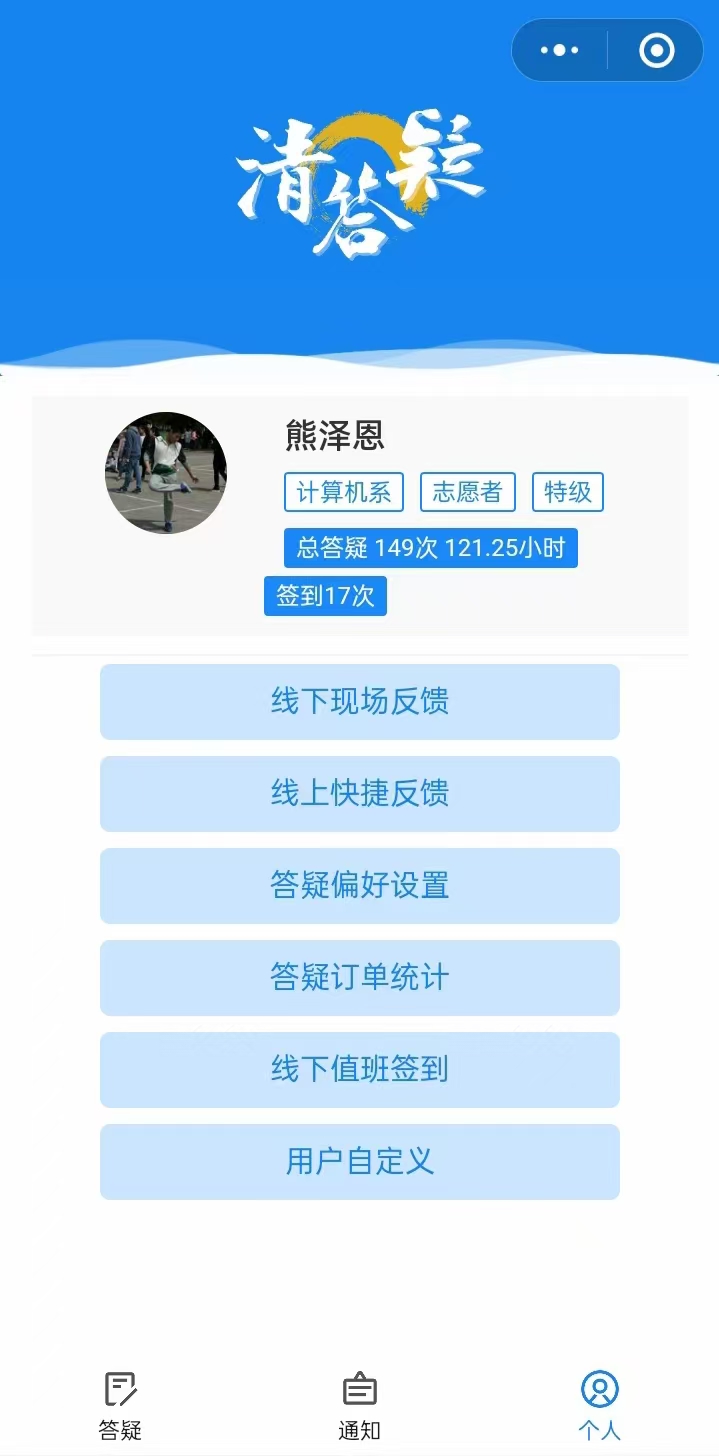 清答疑
熊泽恩
计算机系 志愿者 特级
总答疑 149次 121.25小时
签到17次
线下现场反馈
线上快捷反馈
答疑偏好设置
答疑订单统计
线下值班签到
用户自定义
答疑 通知 个人